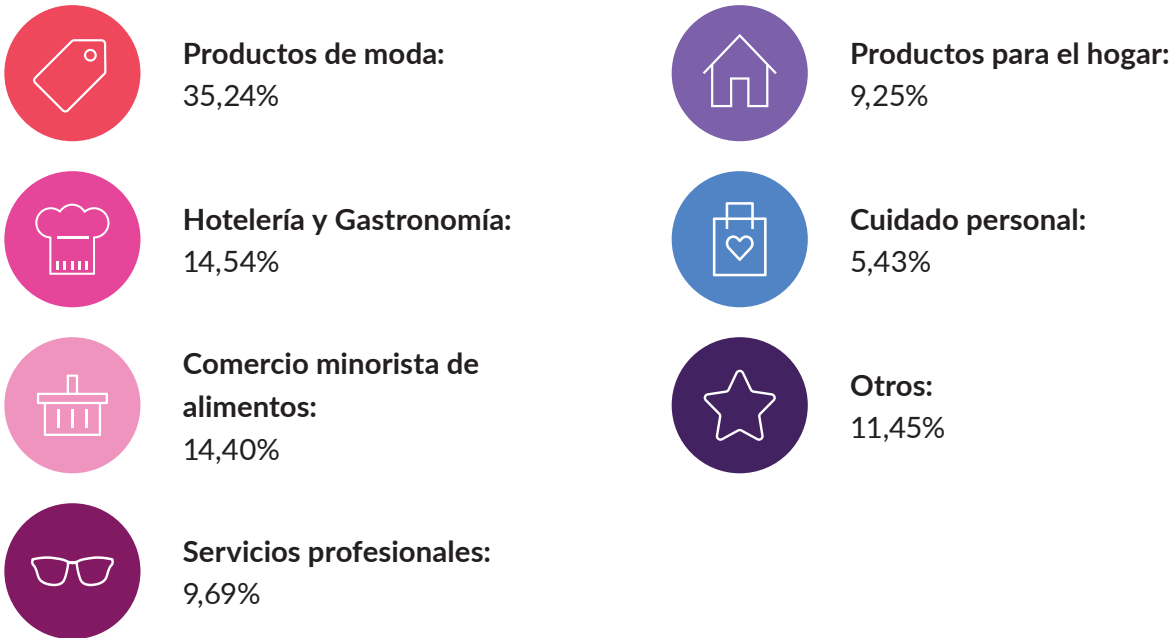 Productos de moda:
35,24%
Hotelería y Gastronomía:
14,54%
Comercio minorista de
alimentos:
14,40%
Servicios profesionales:
9,69%
Productos para el hogar:
9,25%
Cuidado personal:
5,43%
Otros:
11,45%